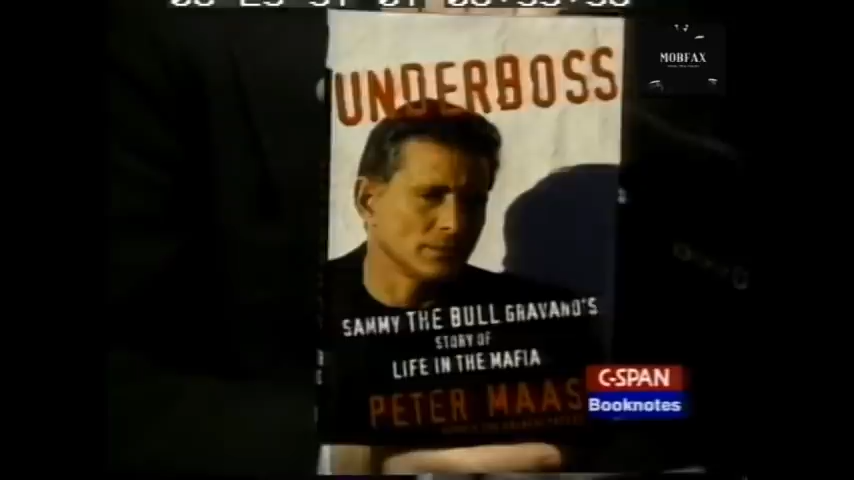 MOBFAX
UNDERBOSS
SAMMY THE BULL GRAVANO'S
STORY OF
LIFE IN THE MAFIA
PETER MAAS
C-SPAN
Booknotes